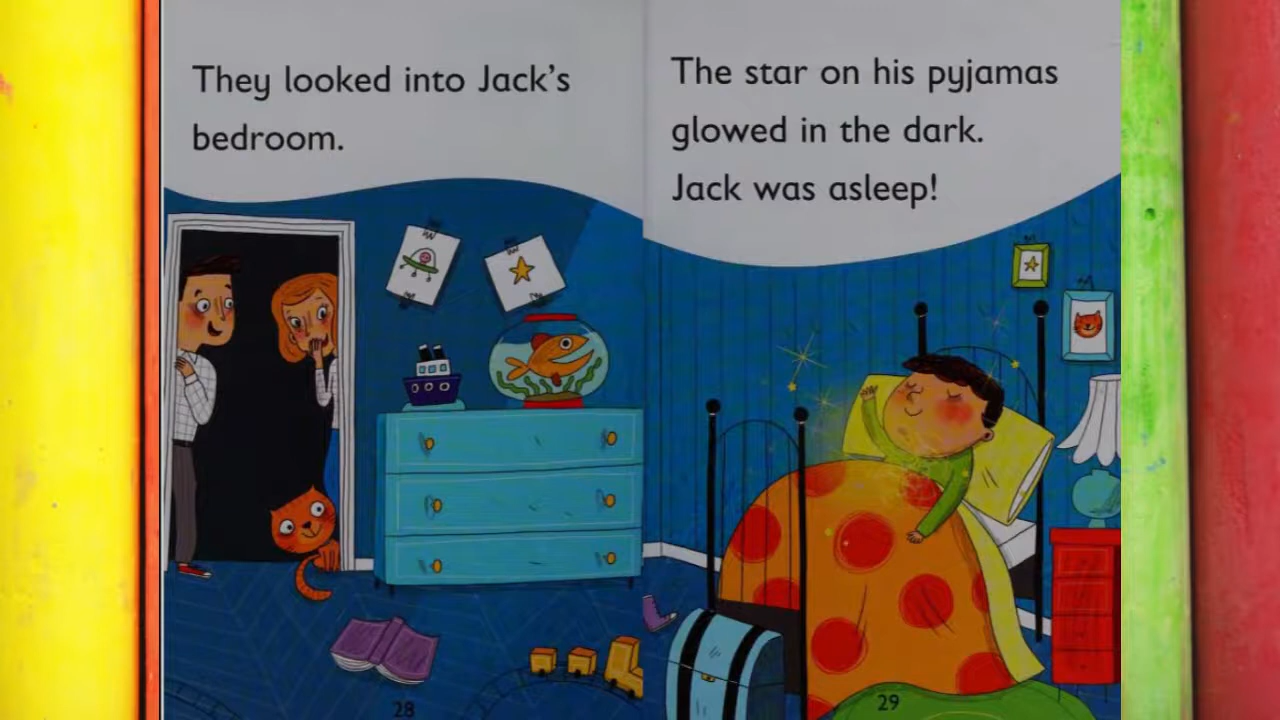 They looked into Jack's
bedroom.
The star on his pyjamas
glowed in the dark.
Jack was asleep!
28
29